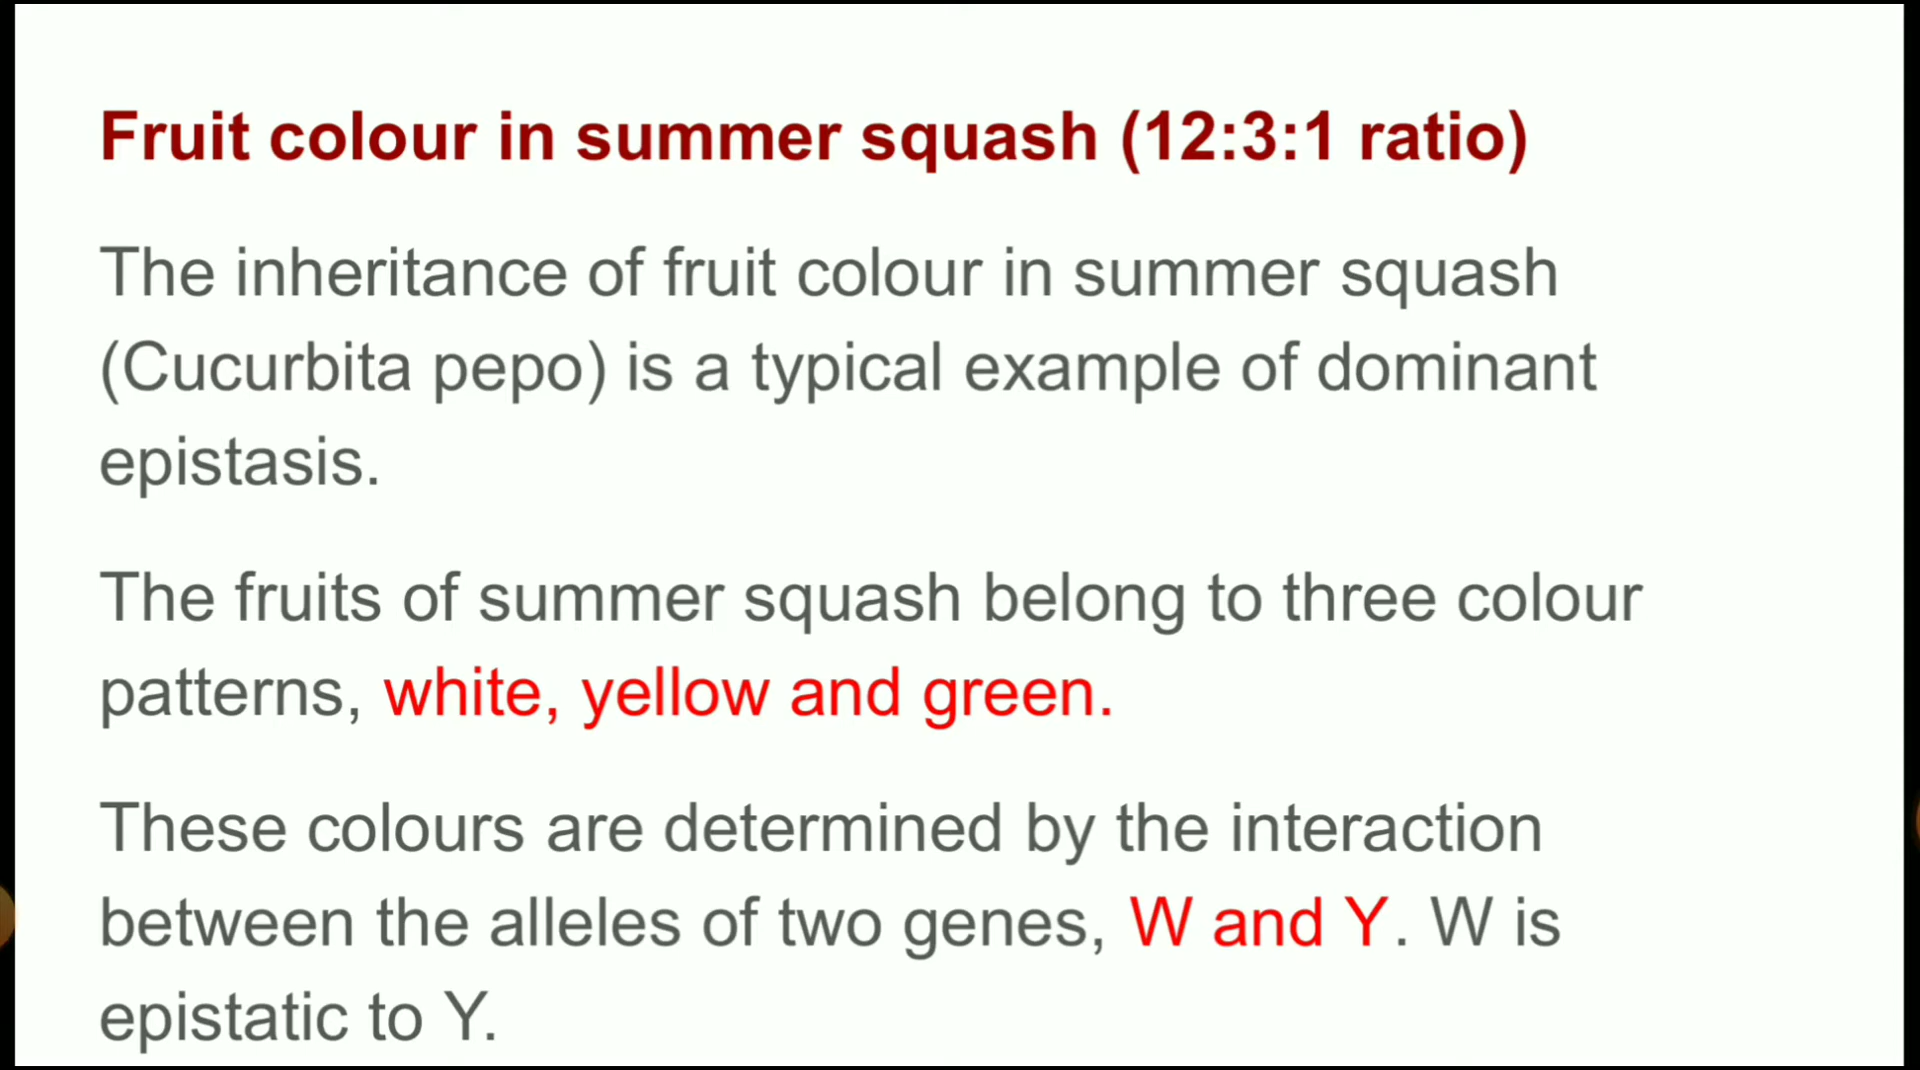 Fruit colour in summer squash (12:3:1 ratio)
The inheritance of fruit colour in summer squash
(Cucurbita pepo) is a typical example of dominant
epistasis.
The fruits of summer squash belong to three colour
patterns, white, yellow and green.
These colours are determined by the interaction
between the alleles of two genes, W and Y. W is
epistatic to Y.